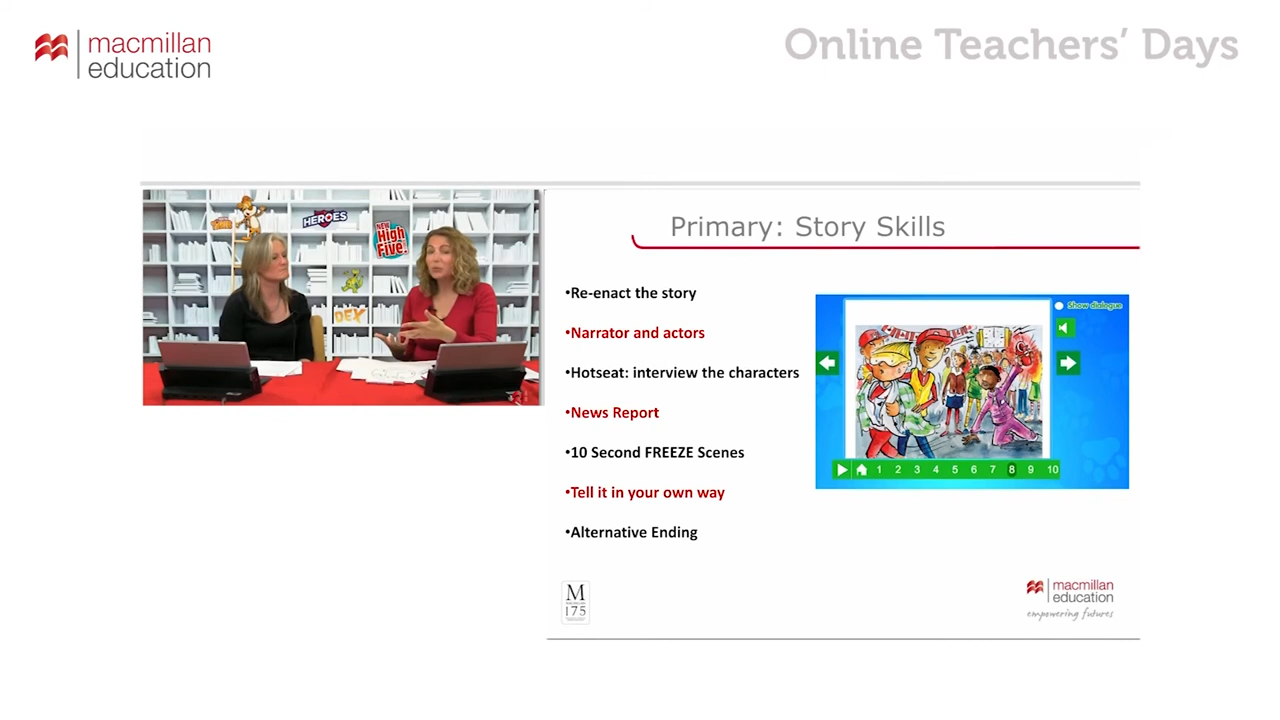 macmillan
education
Online Teachers' Days
HEROES
NEW
High
Five!
DEX
Primary: Story Skills
•Re-enact the story
•Narrator and actors
•Hotseat: interview the characters
•News Report
•10 Second FREEZE Scenes
•Tell it in your own way
•Alternative Ending
Show dialogue
1 2 3 4 5 6 7 8 9 10
M
175
macmillan
education
empowering futures